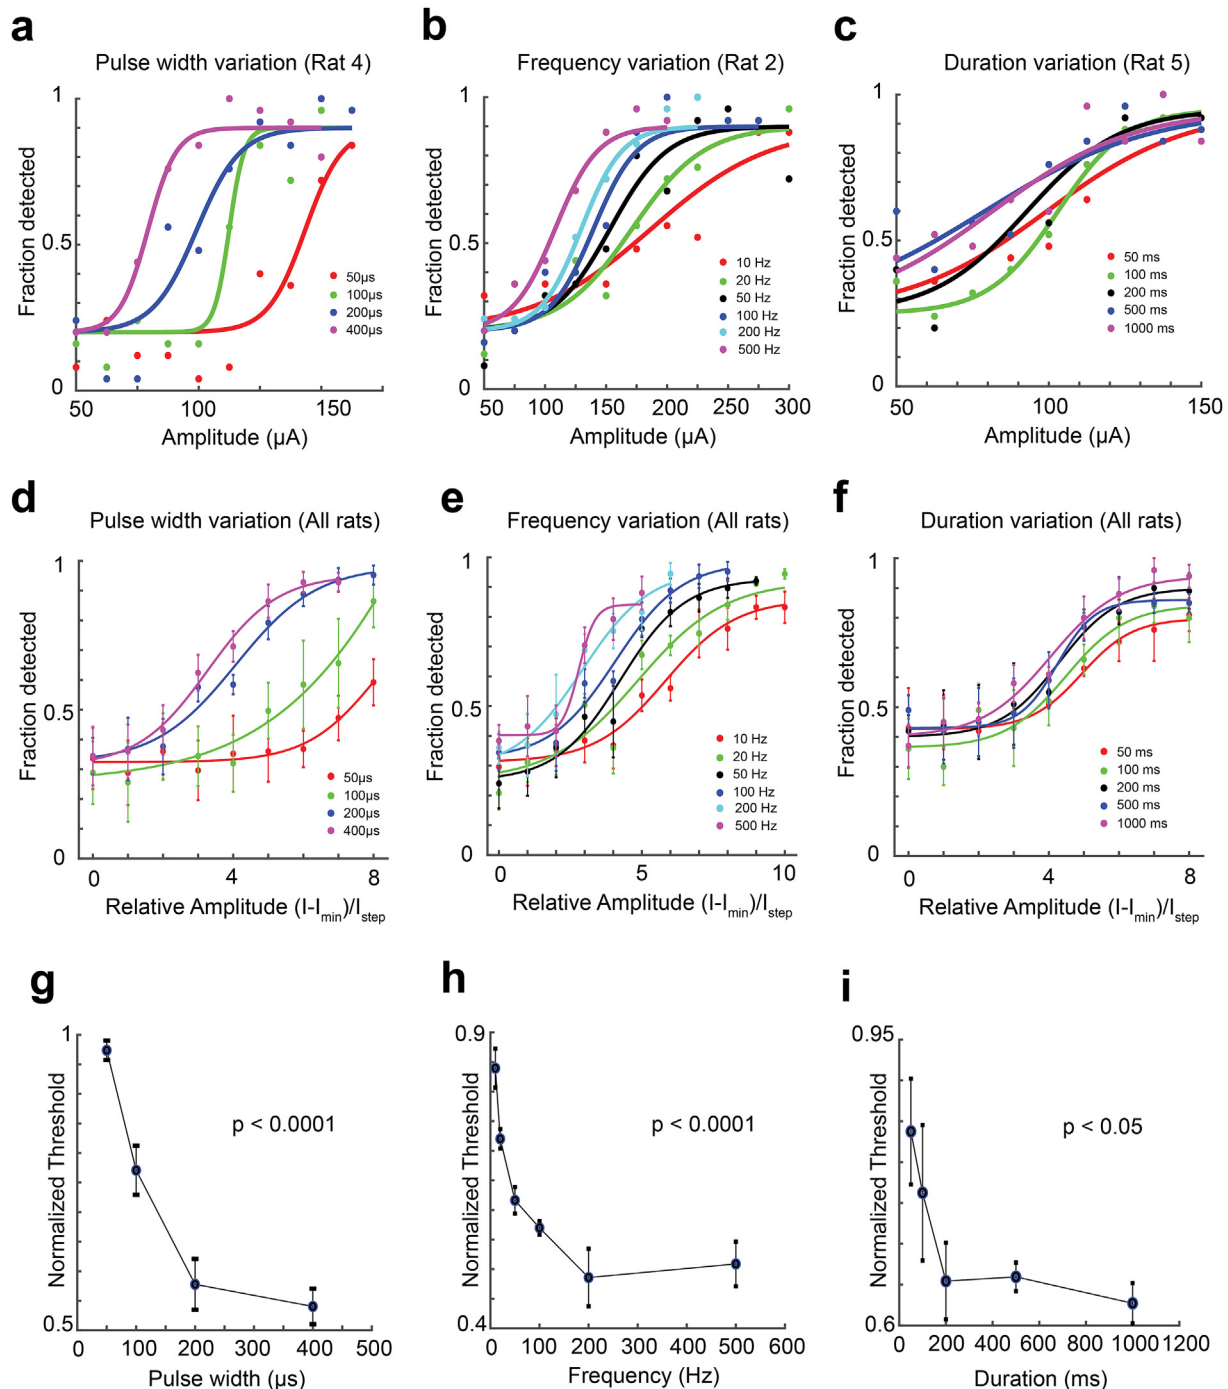 a
Pulse width variation (Rat 4)
1
0.5
0
Fraction detected
50 100 150
Amplitude (µA)
50µs
100µs
200µs
400µs
b
Frequency variation (Rat 2)
1
0.5
0
Fraction detected
50 100 150 200 250 300
Amplitude (µA)
10 Hz
20 Hz
50 Hz
100 Hz
200 Hz
500 Hz
c
Duration variation (Rat 5)
1
0.5
0
Fraction detected
50 100 150
Amplitude (µA)
50 ms
100 ms
200 ms
500 ms
1000 ms
d
Pulse width variation (All rats)
1
0.5
0
Fraction detected
0 4 8
Relative Amplitude (I-Imin)/Istep
50µs
100µs
200µs
400µs
e
Frequency variation (All rats)
1
0.5
0
Fraction detected
0 5 10
Relative Amplitude (I-Imin)/Istep
10 Hz
20 Hz
50 Hz
100 Hz
200 Hz
500 Hz
f
Duration variation (All rats)
1
0.5
0
Fraction detected
0 4 8
Relative Amplitude (I-Imin)/Istep
50 ms
100 ms
200 ms
500 ms
1000 ms
g
1
0.5
Normalized Threshold
p < 0.0001
0 100 200 300 400 500
Pulse width (µs)
h
0.9
0.4
Normalized Threshold
p < 0.0001
0 100 200 300 400 500 600
Frequency (Hz)
i
0.95
0.6
Normalized Threshold
p < 0.05
0 200 400 600 800 1000 1200
Duration (ms)